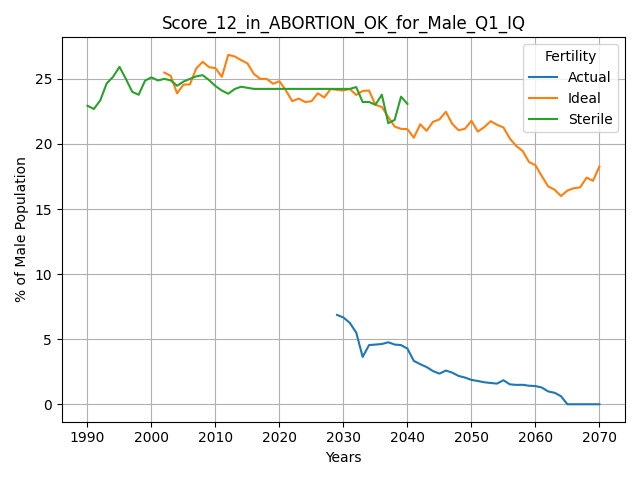 Score_12_in_ABORTION_OK_for_Male_Q1_IQ
Fertility
Actual
Ideal
Sterile
% of Male Population
25
20
15
10
5
0
1990 2000 2010 2020 2030 2040 2050 2060 2070
Years